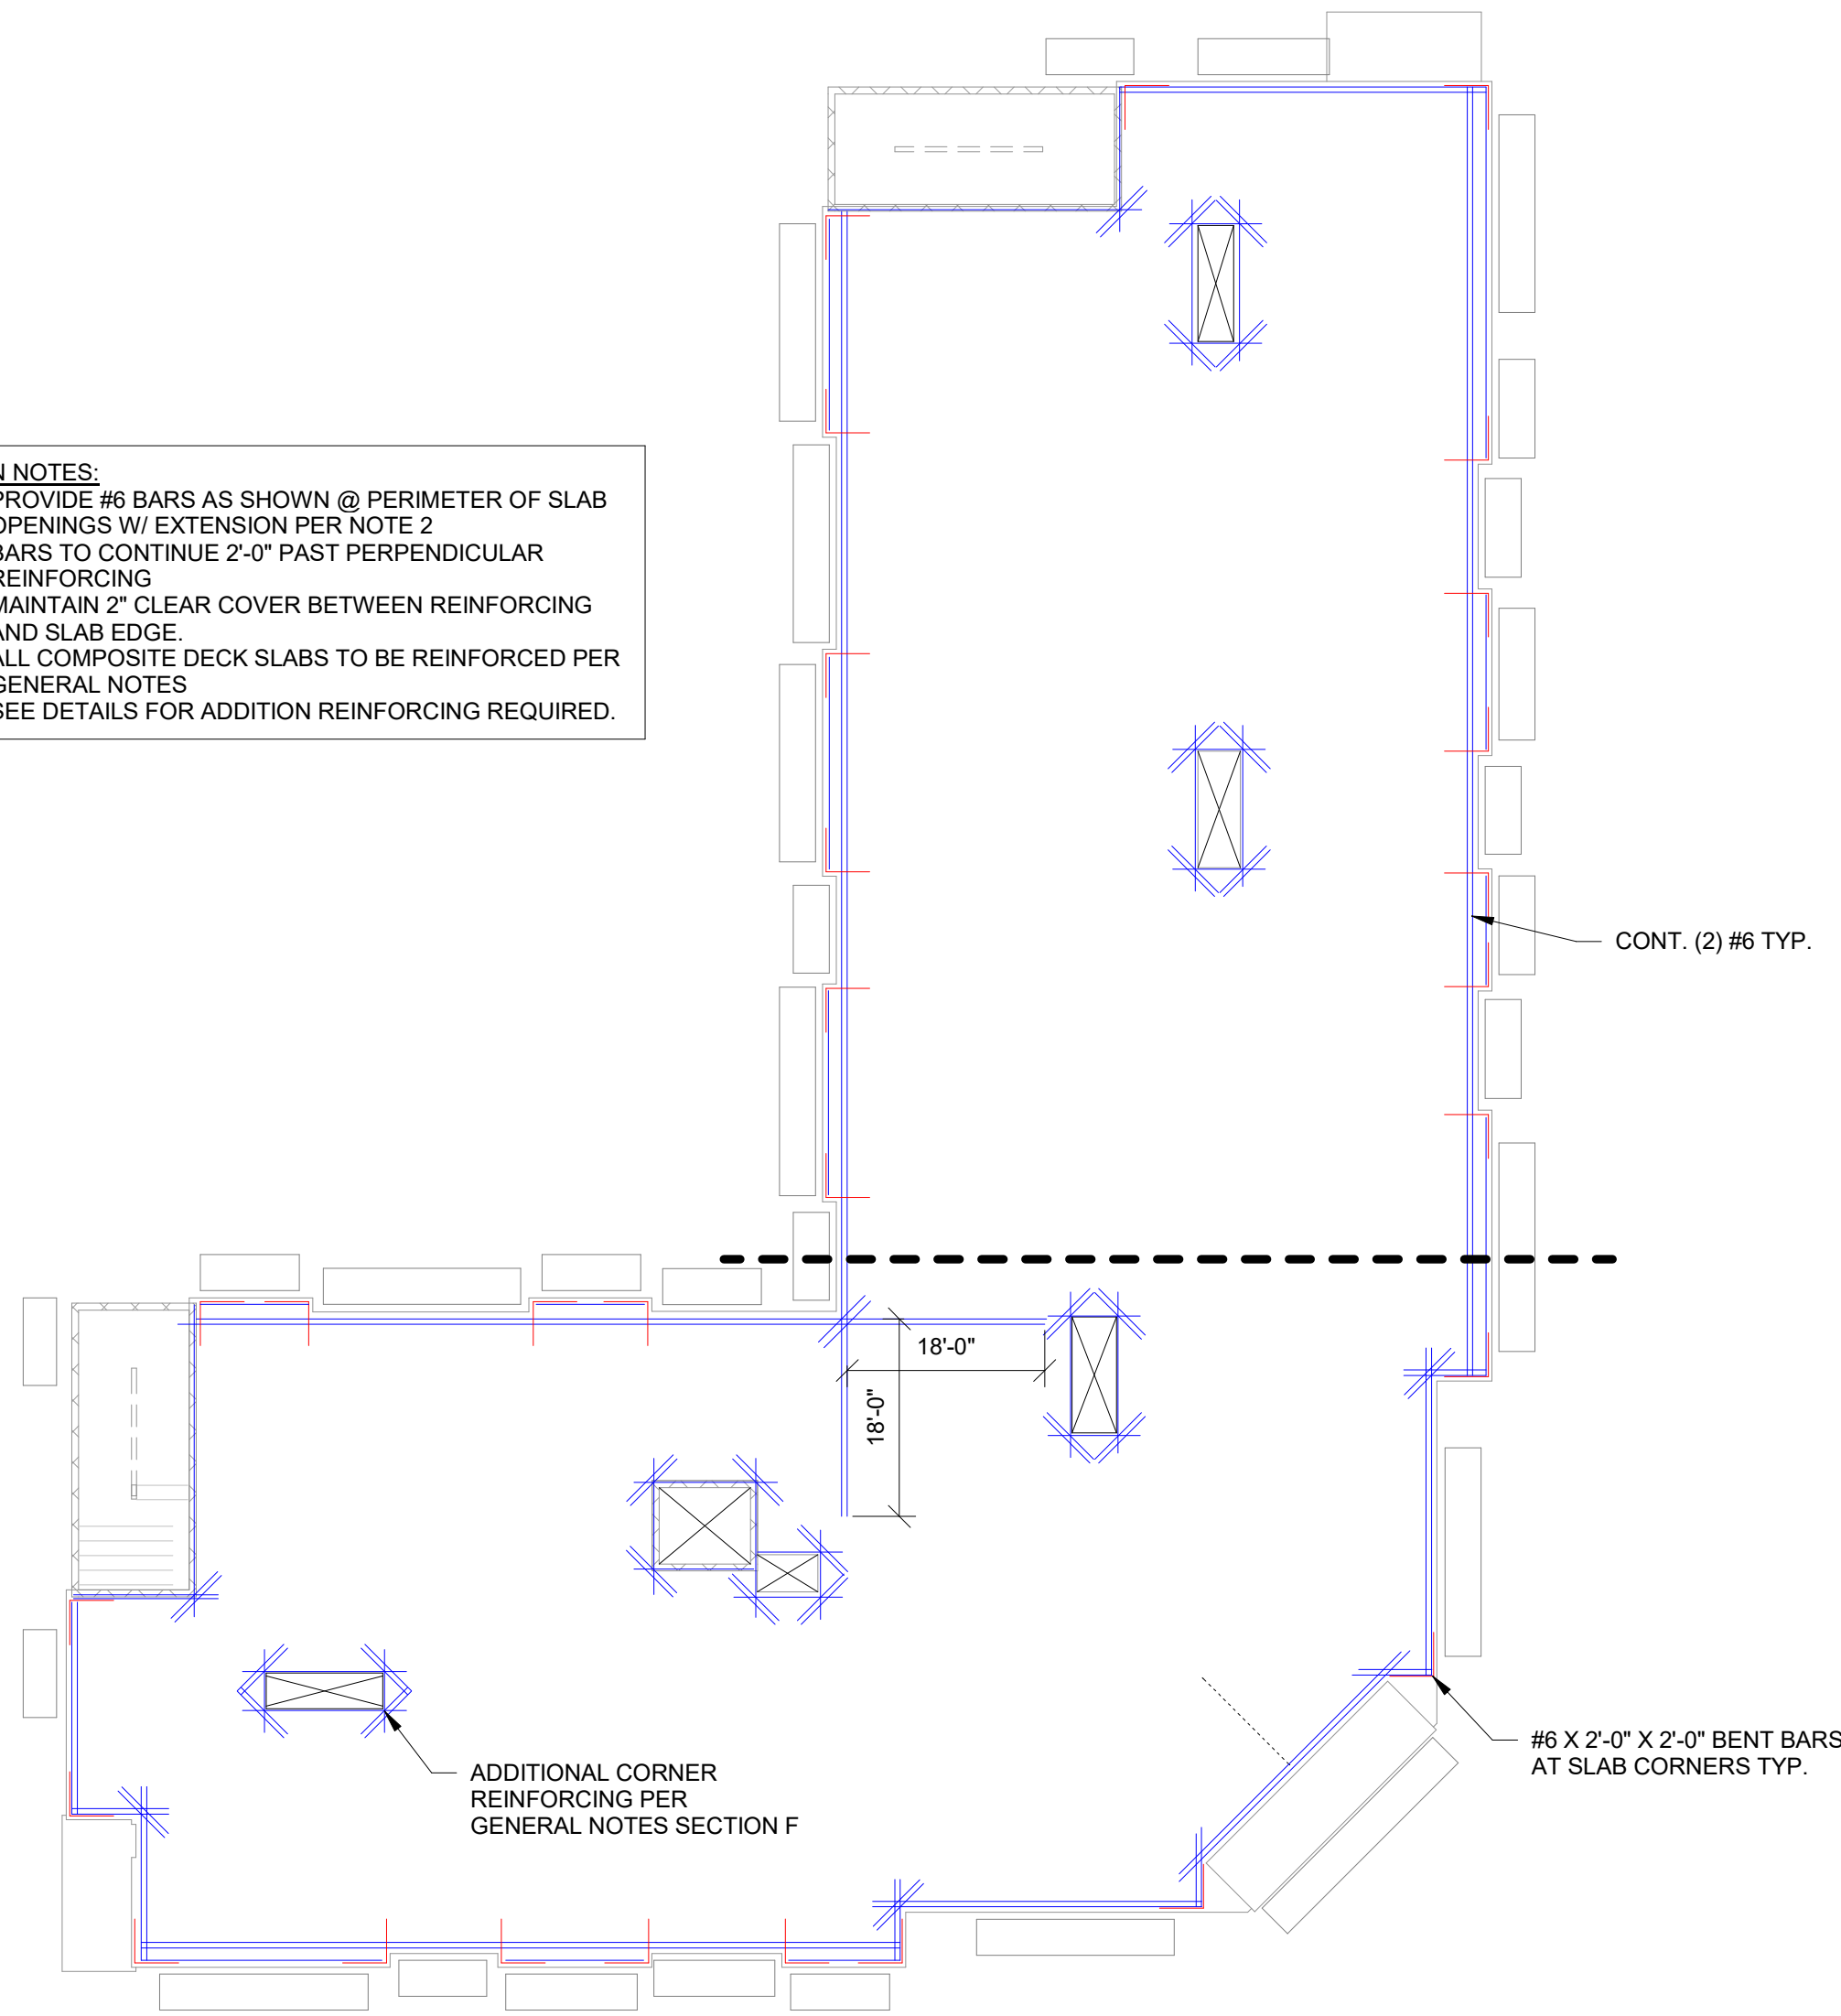 N NOTES:
PROVIDE #6 BARS AS SHOWN @ PERIMETER OF SLAB
OPENINGS W/ EXTENSION PER NOTE 2
BARS TO CONTINUE 2'-0" PAST PERPENDICULAR
REINFORCING
MAINTAIN 2" CLEAR COVER BETWEEN REINFORCING
AND SLAB EDGE.
ALL COMPOSITE DECK SLABS TO BE REINFORCED PER
GENERAL NOTES
SEE DETAILS FOR ADDITION REINFORCING REQUIRED.
CONT. (2) #6 TYP.
18'-0"
18'-0"
#6 X 2'-0" X 2'-0" BENT BARS
AT SLAB CORNERS TYP.
ADDITIONAL CORNER
REINFORCING PER
GENERAL NOTES SECTION F